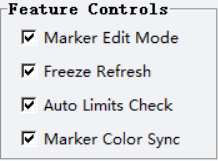 Feature Controls
Marker Edit Mode
Freeze Refresh
Auto Limits Check
Marker Color Sync